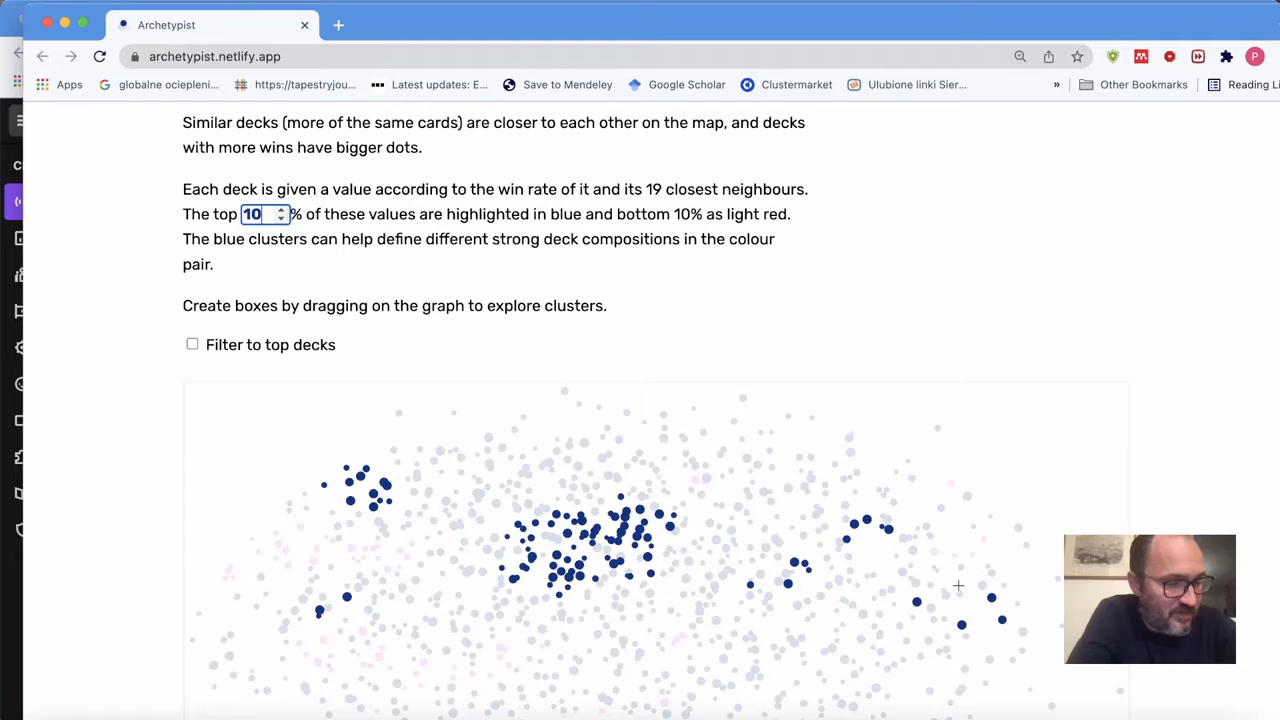 Archetypist
archetypist.netlify.app
P
Apps globalne ociepleni... https://tapestryjou... Latest updates: E... Save to Mendeley Google Scholar Clustermarket Ulubione linki Sier... » Other Bookmarks Reading Li
Similar decks (more of the same cards) are closer to each other on the map, and decks
with more wins have bigger dots.
Each deck is given a value according to the win rate of it and its 19 closest neighbours.
The top 10 % of these values are highlighted in blue and bottom 10% as light red.
The blue clusters can help define different strong deck compositions in the colour
pair.
Create boxes by dragging on the graph to explore clusters.
Filter to top decks